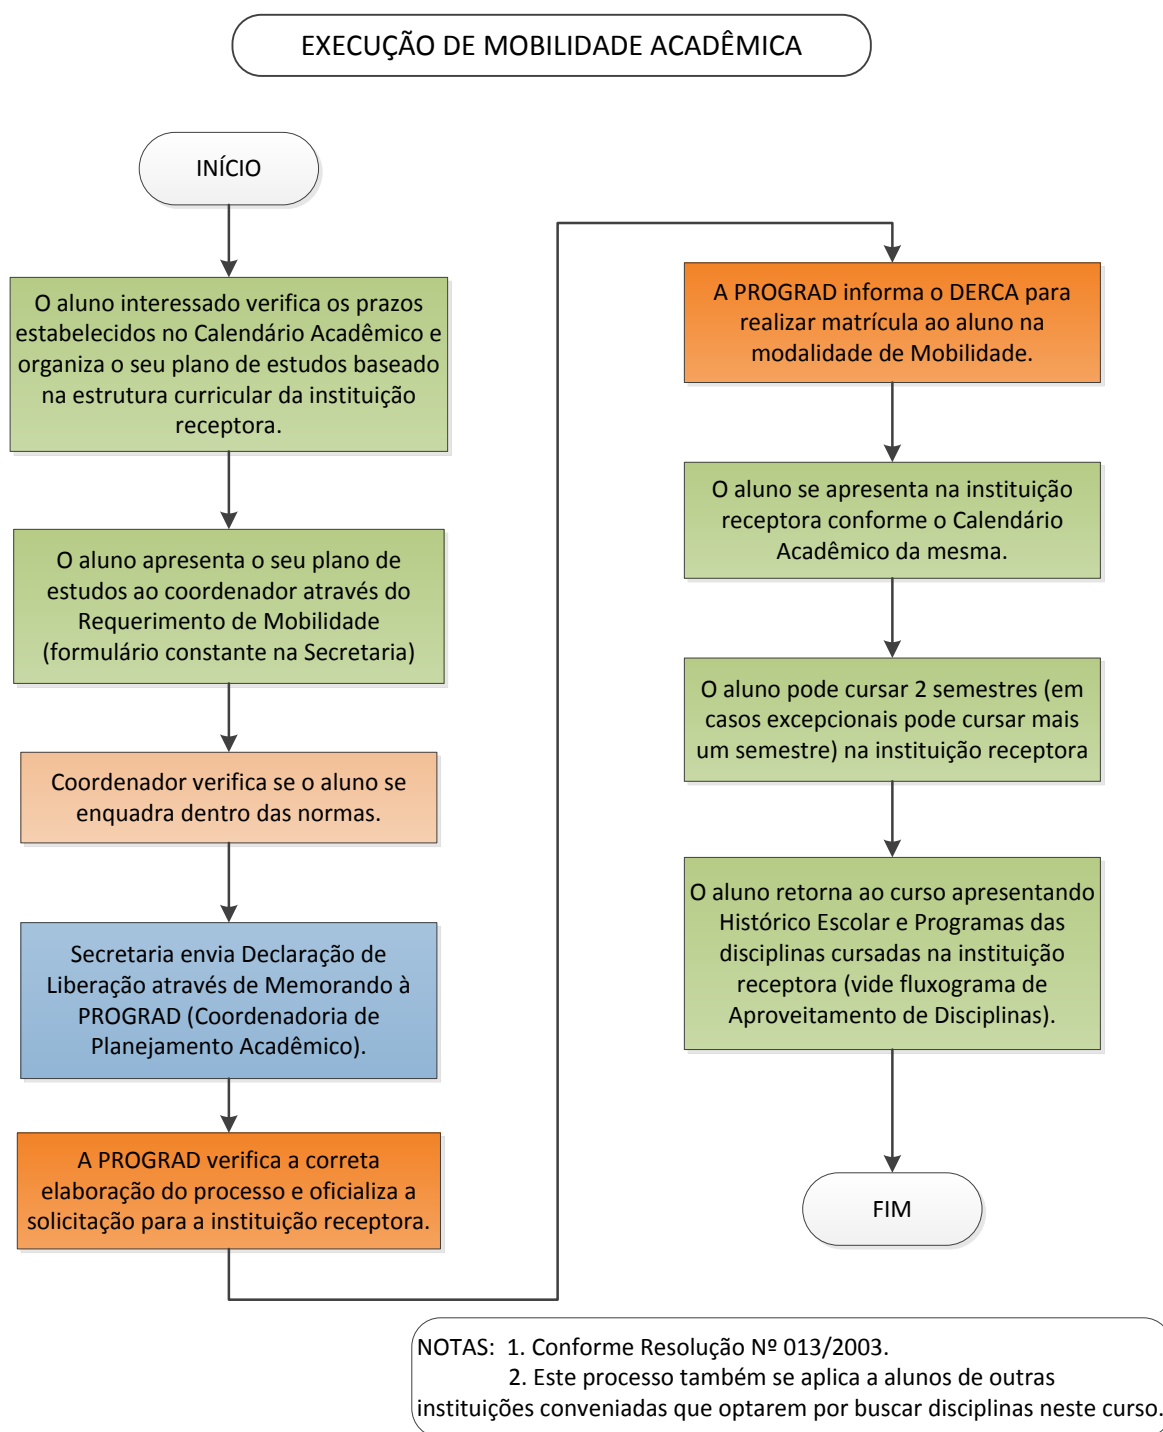 EXECUÇÃO DE MOBILIDADE ACADÊMICA
INÍCIO
O aluno interessado verifica os prazos
estabelecidos no Calendário Acadêmico e
organiza o seu plano de estudos baseado
na estrutura curricular da instituição
receptora.
O aluno apresenta o seu plano de
estudos ao coordenador através do
Requerimento de Mobilidade
(formulário constante na Secretaria)
Coordenador verifica se o aluno se
enquadra dentro das normas.
Secretaria envia Declaração de
Liberação através de Memorando à
PROGRAD (Coordenadoria de
Planejamento Acadêmico).
A PROGRAD verifica a correta
elaboração do processo e oficializa a
solicitação para a instituição receptora.
A PROGRAD informa o DERCA para
realizar matrícula ao aluno na
modalidade de Mobilidade.
O aluno se apresenta na instituição
receptora conforme o Calendário
Acadêmico da mesma.
O aluno pode cursar 2 semestres (em
casos excepcionais pode cursar mais
um semestre) na instituição receptora
O aluno retorna ao curso apresentando
Histórico Escolar e Programas das
disciplinas cursadas na instituição
receptora (vide fluxograma de
Aproveitamento de Disciplinas).
FIM
NOTAS: 1. Conforme Resolução Nº 013/2003.
2. Este processo também se aplica a alunos de outras
instituições conveniadas que optarem por buscar disciplinas neste curso.